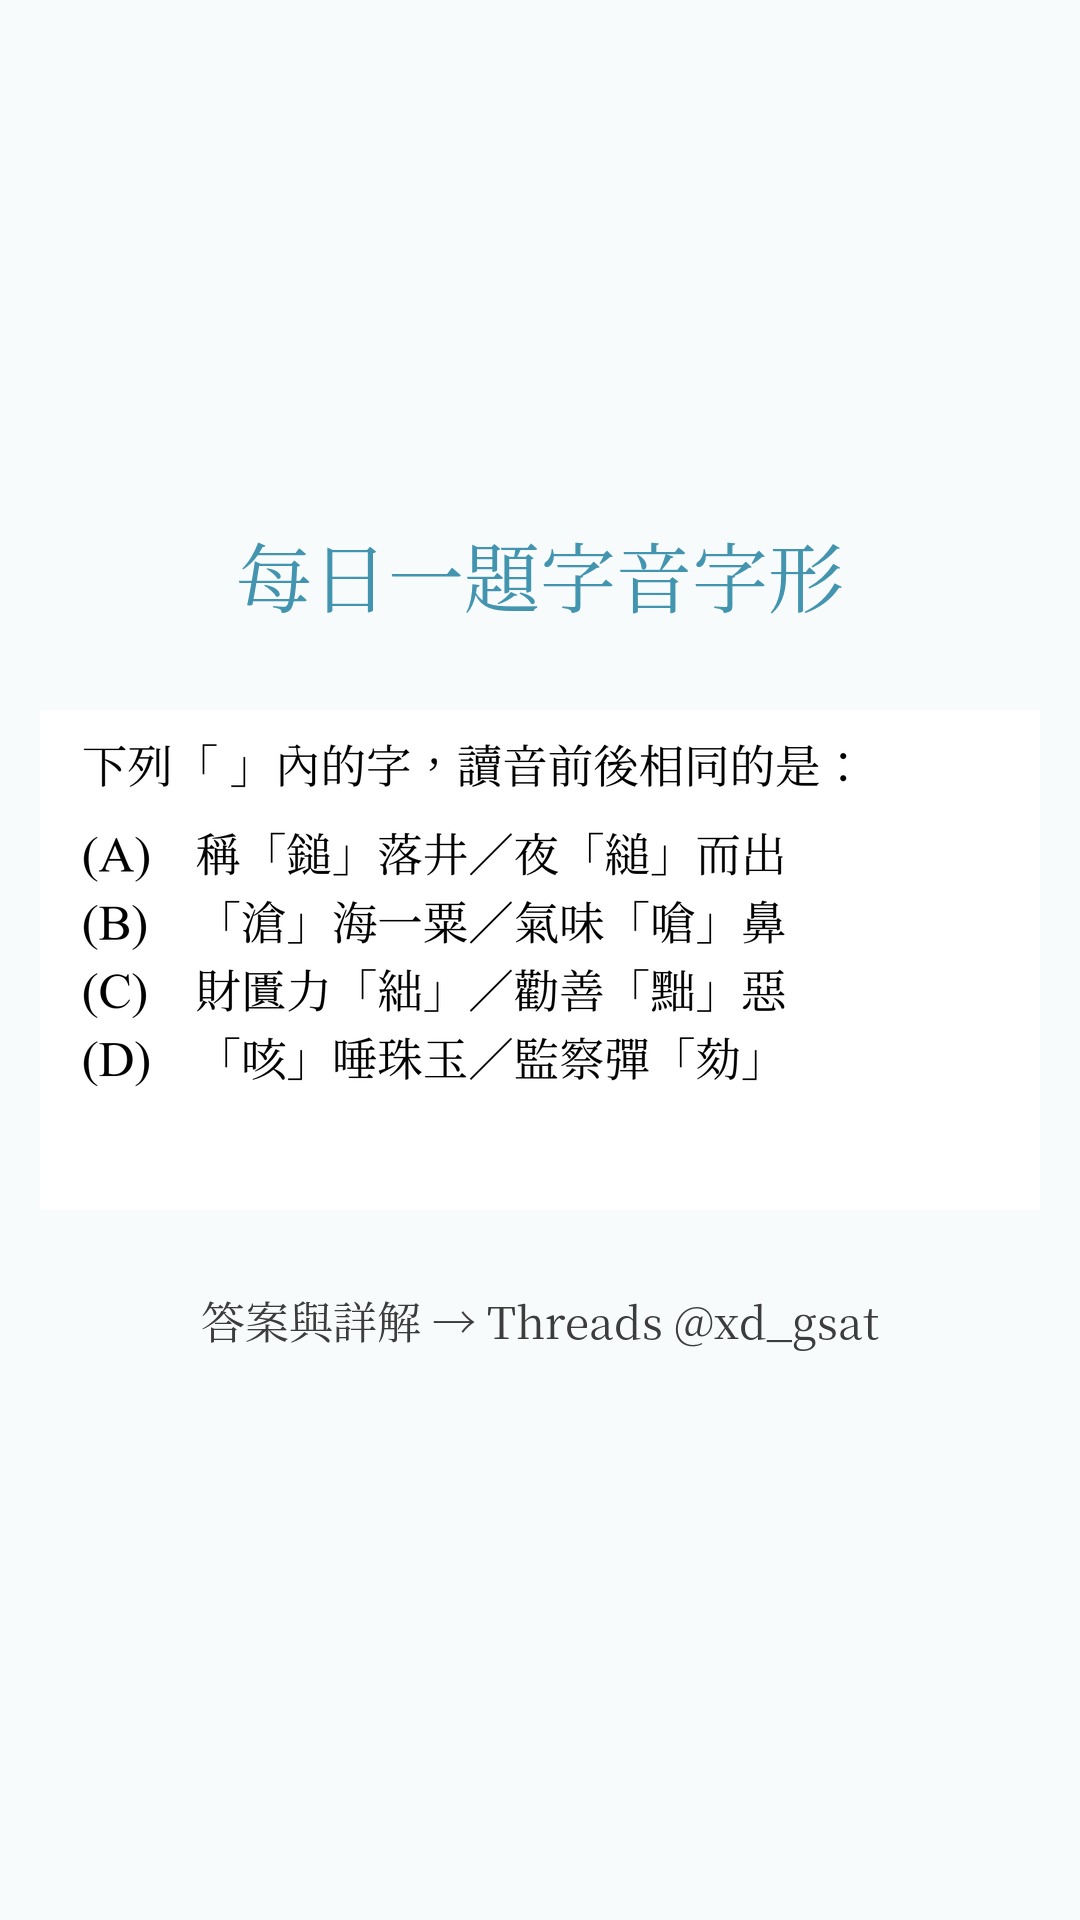 每日一題字音字形
下列「 」內的字，讀音前後相同的是：
(A) 稱「鎚」落井／夜「縋」而出
(B) 「滄」海一粟／氣味「嗆」鼻
(C) 財匱力「絀」／勸善「黜」惡
(D) 「咳」唾珠玉／監察彈「劾」
答案與詳解 → Threads @xd_gsat